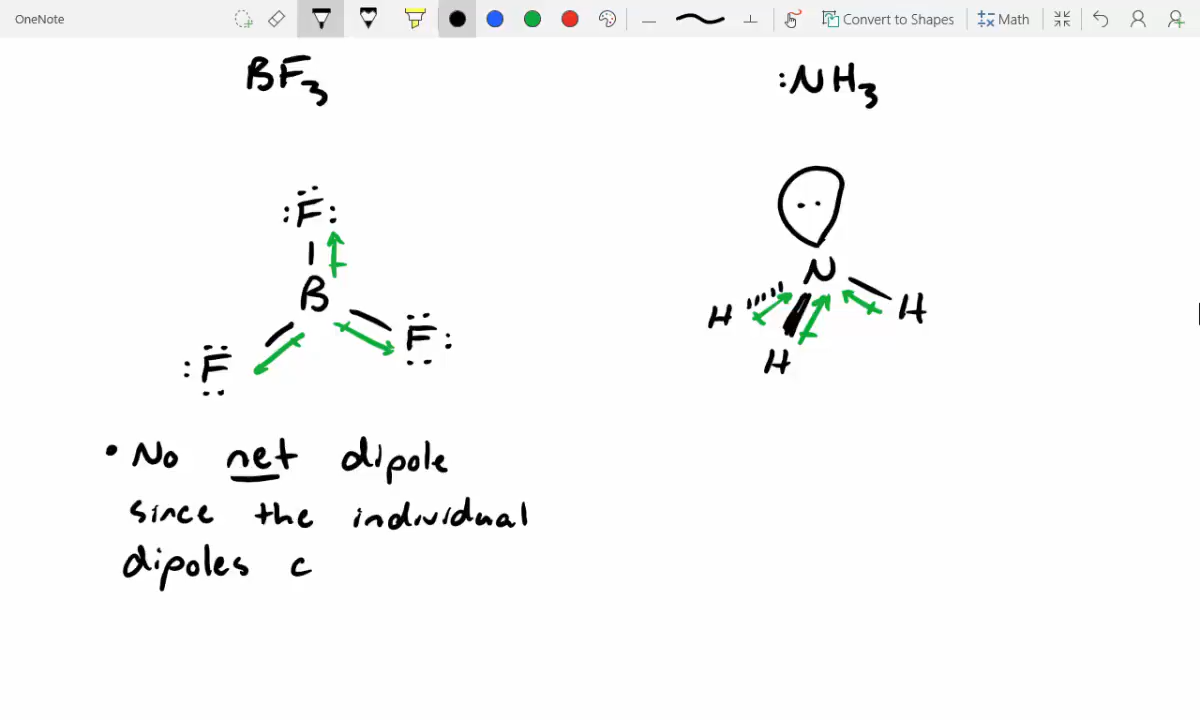 OneNote
Convert to Shapes
Math
BF₃
:NH₃
:F:
B
:F
F:
N
H
H
H
• No net dipole
since the individual
dipoles c